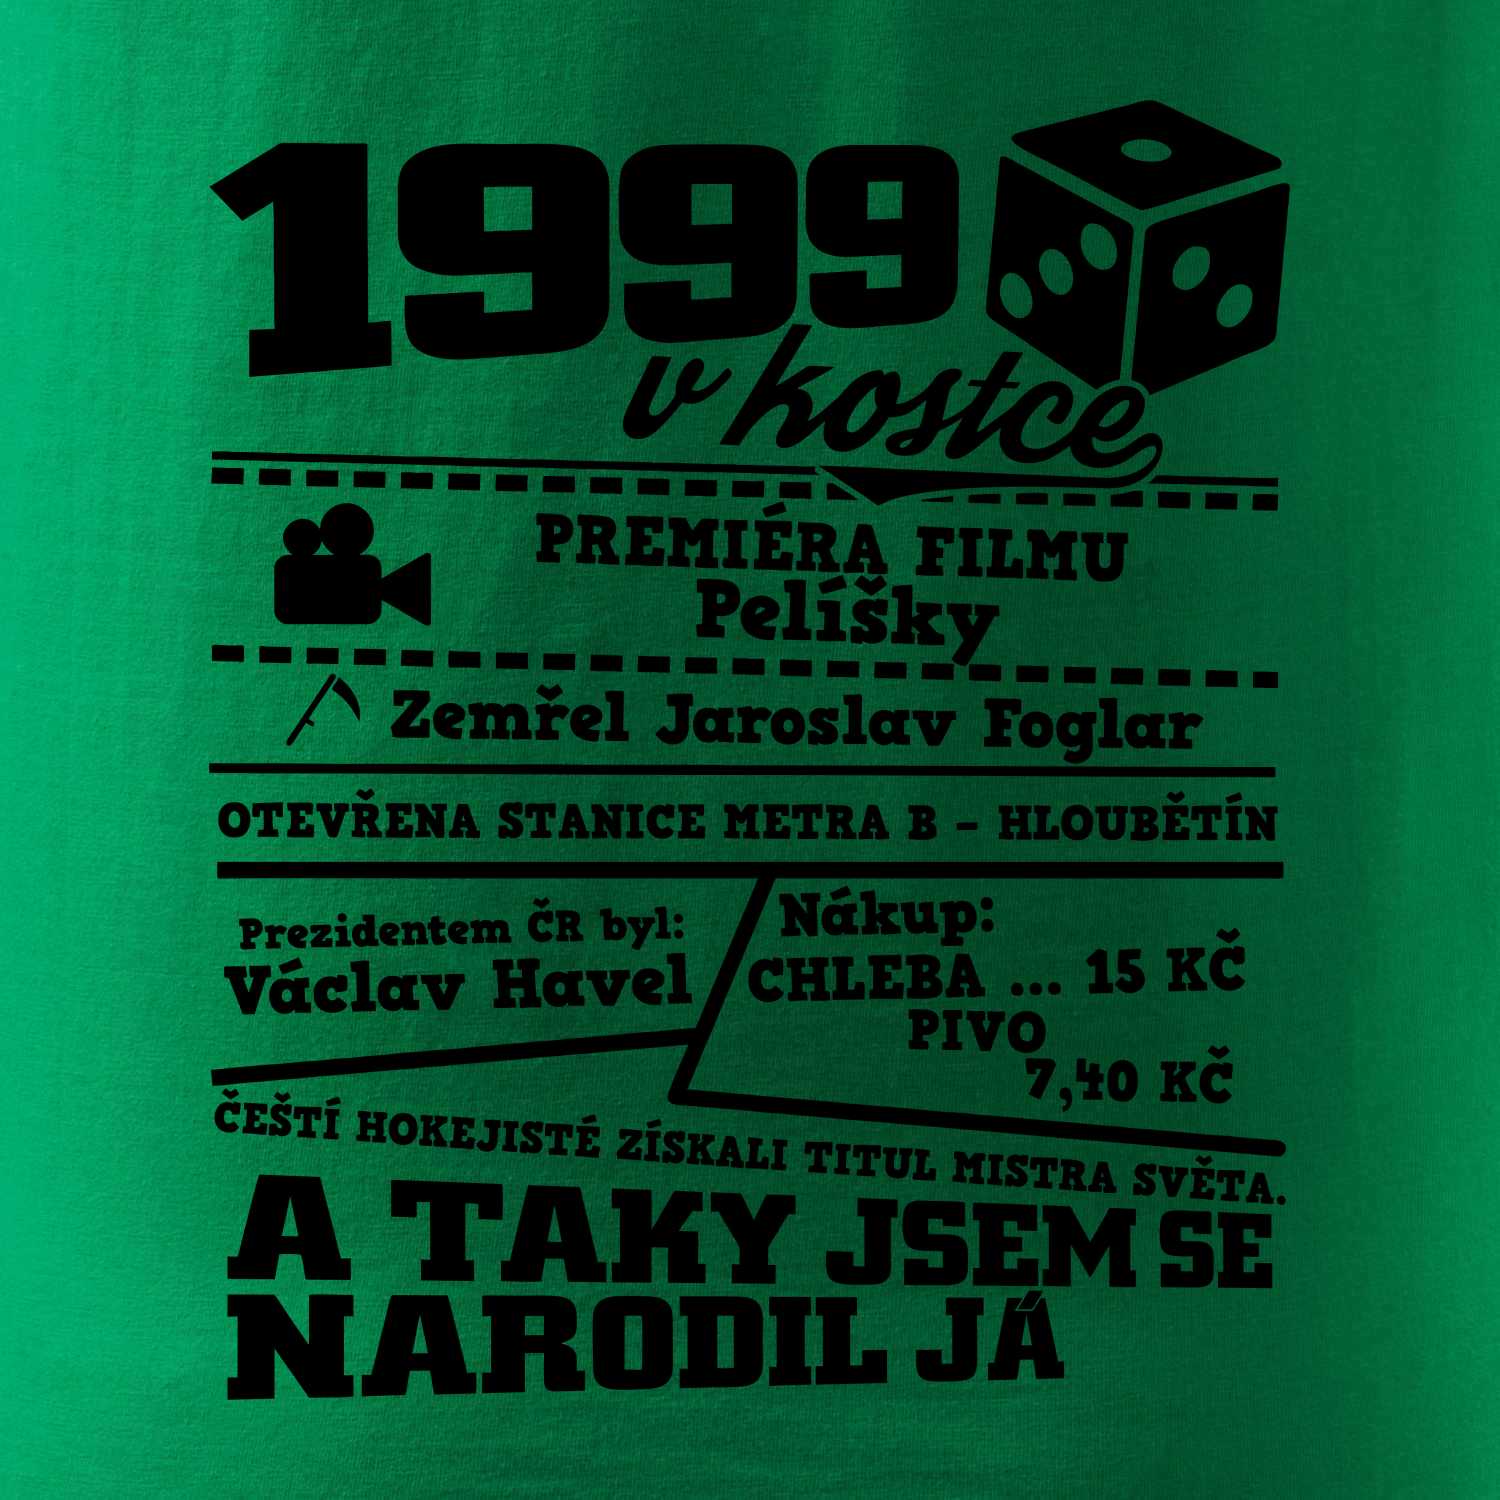 1999
v kostce
PREMIÉRA FILMU
Pelíšky
Zemřel Jaroslav Foglar
OTEVŘENA STANICE METRA B – HLOUBĚTÍN
Prezidentem ČR byl:
Václav Havel
Nákup:
CHLEBA ... 15 KČ
PIVO
7,40 KČ
ČEŠTÍ HOKEJISTÉ ZÍSKALI TITUL MISTRA SVĚTA.
A TAKY JSEM SE
NARODIL JÁ